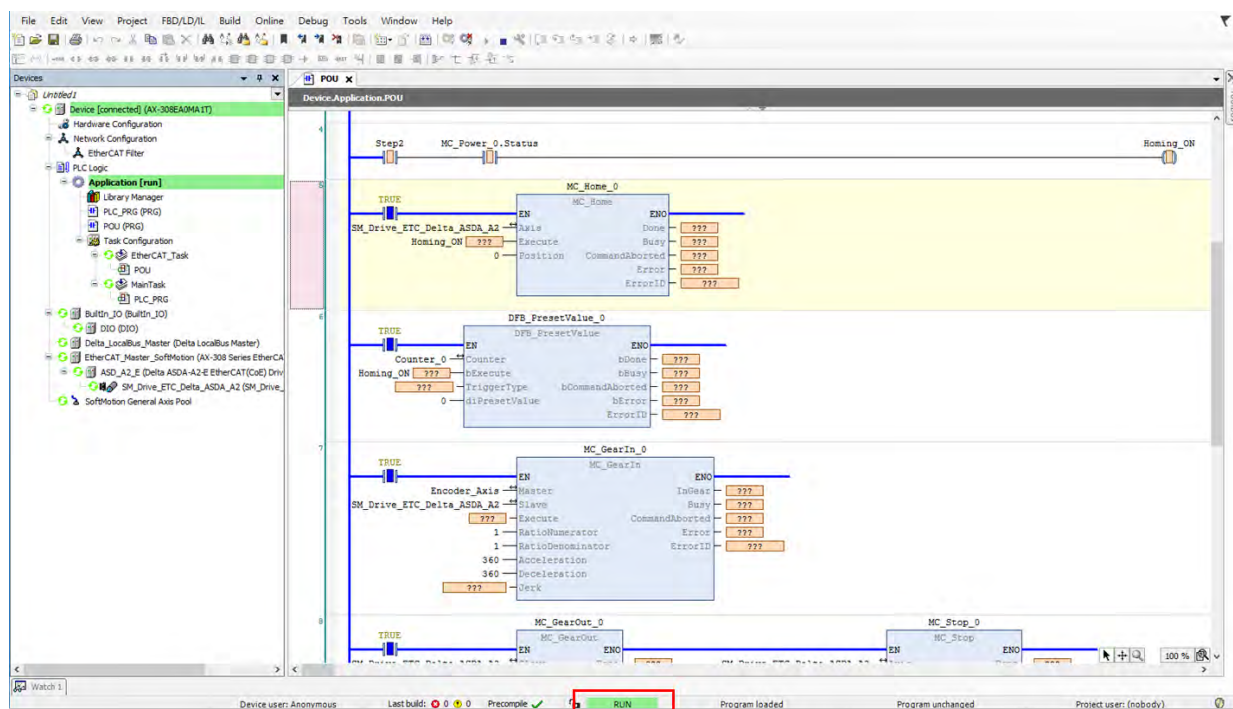 File Edit View Project FBD/LD/IL Build Online Debug Tools Window Help
Devices
Untitled1
Device [connected] (AX-308EA0MA1T)
Hardware Configuration
Network Configuration
EtherCAT Filter
PLC Logic
Application [run]
Library Manager
PLC_PRG (PRG)
POU (PRG)
Task Configuration
EtherCAT_Task
POU
MainTask
PLC_PRG
BuiltIn_IO (BuiltIn_IO)
DIO (DIO)
Delta_LocalBus_Master (Delta LocalBus Master)
EtherCAT_Master_SoftMotion (AX-308 Series EtherCA
ASD_A2_E (Delta ASDA-A2-E EtherCAT(CoE) Driv
SM_Drive_ETC_Delta_ASDA_A2 (SM_Drive_
SoftMotion General Axis Pool
POU
Device.Application.POU
4
Step2 MC_Power_0.Status Homing_ON
5
MC_Home_0
TRUE MC_Home
EN ENO
SM_Drive_ETC_Delta_ASDA_A2 Axis Done ???
Homing_ON ??? Execute Busy ???
0 Position CommandAborted ???
Error ???
ErrorID ???
6
DFB_PresetValue_0
TRUE DFB_PresetValue
EN ENO
Counter_0 Counter bDone ???
Homing_ON ??? bExecute bBusy ???
??? TriggerType bCommandAborted ???
0 diPresetValue bError ???
ErrorID ???
7
MC_GearIn_0
TRUE MC_GearIn
EN ENO
Encoder_Axis Master InGear ???
SM_Drive_ETC_Delta_ASDA_A2 Slave Busy ???
??? Execute CommandAborted ???
1 RatioNumerator Error ???
1 RatioDenominator ErrorID ???
360 Acceleration
360 Deceleration
??? Jerk
8
MC_GearOut_0 MC_Stop_0
TRUE MC_GearOut MC_Stop
EN ENO EN ENO
100 %
Watch 1
Device user: Anonymous Last build: 0 0 Precompile RUN Program loaded Program unchanged Project user: (nobody)